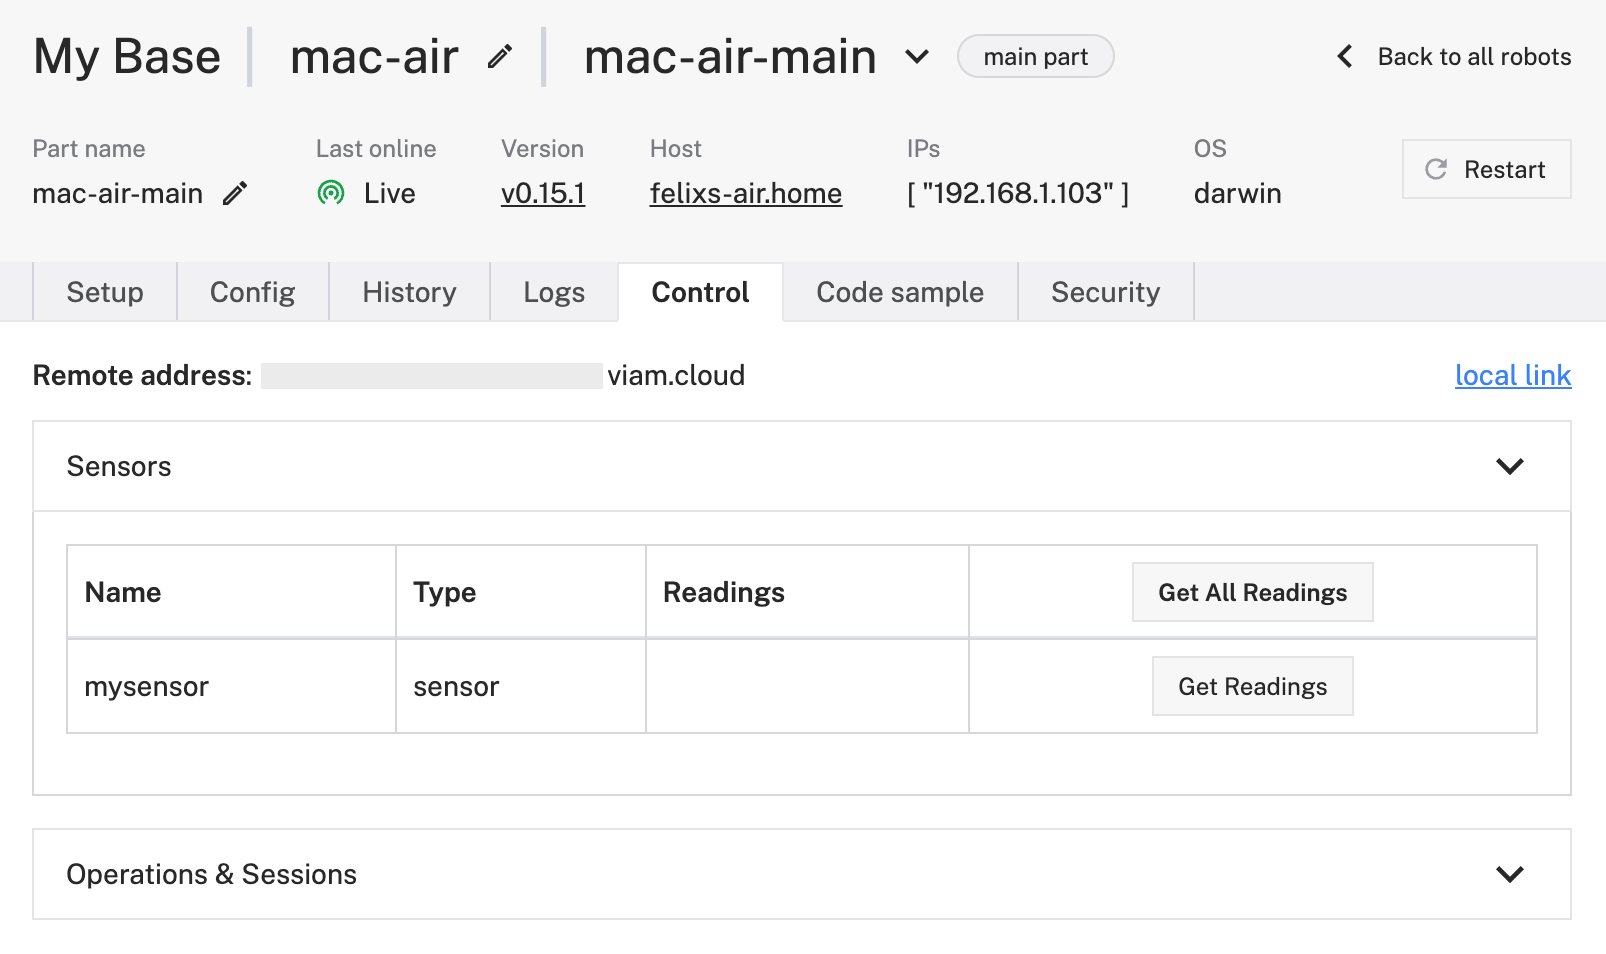 My Base mac-air mac-air-main main part Back to all robots
Part name Last online Version Host IPs OS
mac-air-main Live v0.15.1 felixs-air.home [ "192.168.1.103" ] darwin Restart
Setup Config History Logs Control Code sample Security
Remote address: viam.cloud local link
Sensors
Name Type Readings Get All Readings
mysensor sensor Get Readings
Operations & Sessions